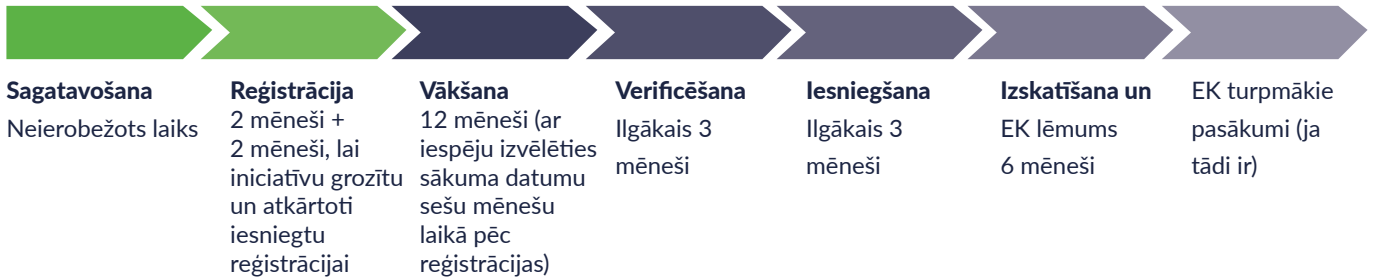 Sagatavošana
Neierobežots laiks
Reģistrācija
2 mēneši +
2 mēneši, lai
iniciatīvu grozītu
un atkārtoti
iesniegtu
reģistrācijai
Vākšana
12 mēneši (ar
iespēju izvēlēties
sākuma datumu
sešu mēnešu
laikā pēc
reģistrācijas)
Verificēšana
Ilgākais 3
mēneši
Iesniegšana
Ilgākais 3
mēneši
Izskatīšana un
EK lēmums
6 mēneši
EK turpmākie
pasākumi (ja
tādi ir)